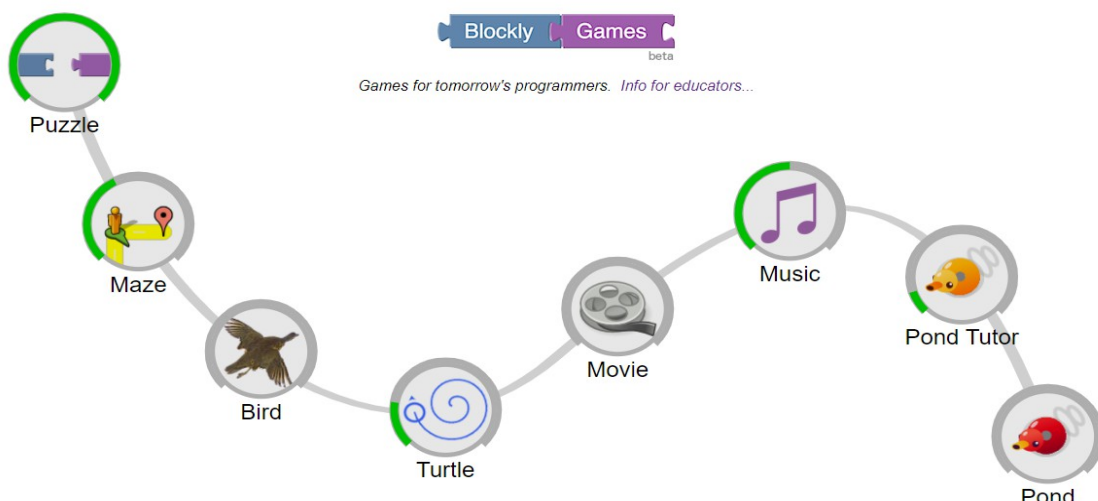 Blockly Games
beta
Games for tomorrow's programmers. Info for educators...
Puzzle
Maze
Bird
Turtle
Movie
Music
Pond Tutor
Pond